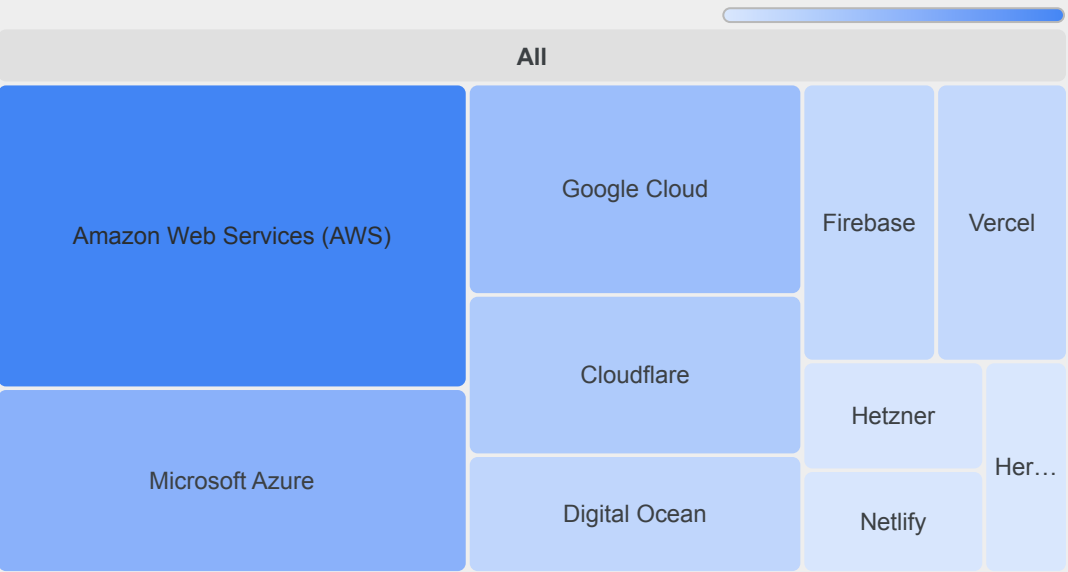 All
Amazon Web Services (AWS)
Microsoft Azure
Google Cloud
Cloudflare
Digital Ocean
Firebase
Vercel
Hetzner
Netlify
Her…